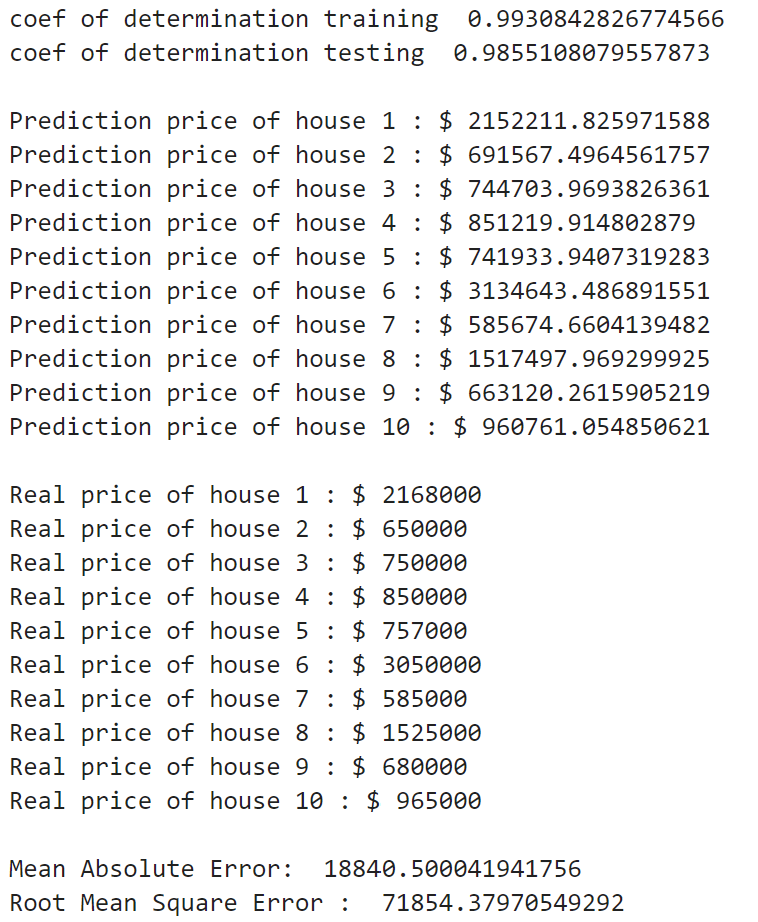 coef of determination training  0.9930842826774566
coef of determination testing  0.9855108079557873
Prediction price of house 1 : $ 2152211.825971588
Prediction price of house 2 : $ 691567.4964561757
Prediction price of house 3 : $ 744703.9693826361
Prediction price of house 4 : $ 851219.914802879
Prediction price of house 5 : $ 741933.9407319283
Prediction price of house 6 : $ 3134643.486891551
Prediction price of house 7 : $ 585674.6604139482
Prediction price of house 8 : $ 1517497.969299925
Prediction price of house 9 : $ 663120.2615905219
Prediction price of house 10 : $ 960761.054850621
Real price of house 1 : $ 2168000
Real price of house 2 : $ 650000
Real price of house 3 : $ 750000
Real price of house 4 : $ 850000
Real price of house 5 : $ 757000
Real price of house 6 : $ 3050000
Real price of house 7 : $ 585000
Real price of house 8 : $ 1525000
Real price of house 9 : $ 680000
Real price of house 10 : $ 965000
Mean Absolute Error:  18840.500041941756
Root Mean Square Error :  71854.37970549292